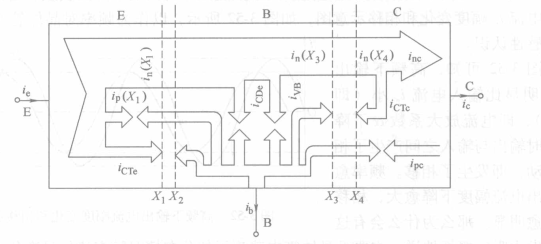 E
B
C
i_n(X_1)
i_n(X_3)
i_n(X_4)
i_nc
i_e
E
i_p(X_1)
i_CDe
i_VB
i_CTc
C
i_c
i_CTe
i_pc
X_1
X_2
X_3
X_4
i_b
B